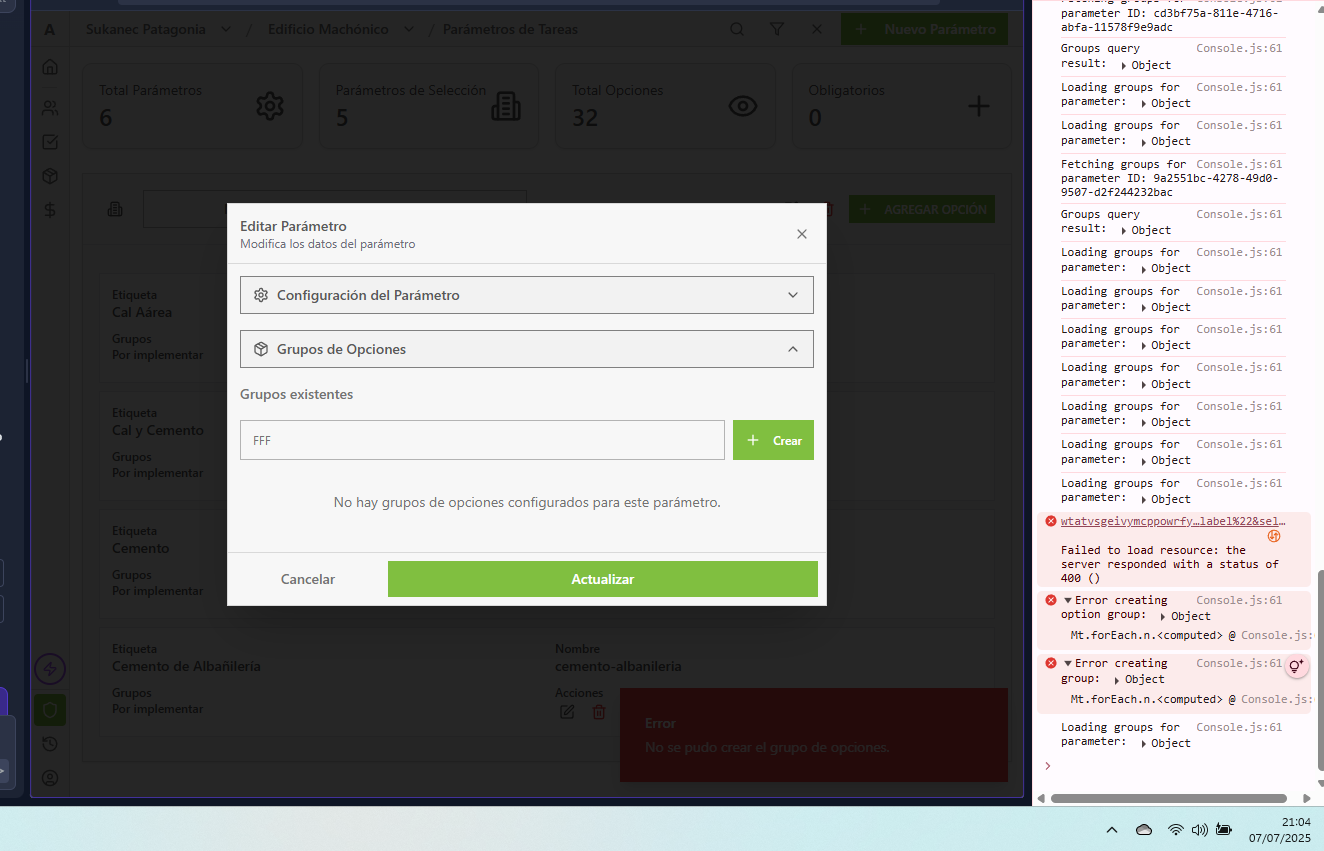 A
Sukanec Patagonia / Edificio Machónico / Parámetros de Tareas
+ Nuevo Parámetro
Total Parámetros
6
Parámetros de Selección
5
Total Opciones
32
Obligatorios
0
+ AGREGAR OPCIÓN
Etiqueta
Cal Aárea
Grupos
Por implementar
Etiqueta
Cal y Cemento
Grupos
Por implementar
Etiqueta
Cemento
Grupos
Por implementar
Etiqueta
Cemento de Albañilería
Grupos
Por implementar
Nombre
cemento-albanileria
Acciones
Editar Parámetro
Modifica los datos del parámetro
Configuración del Parámetro
Grupos de Opciones
Grupos existentes
FFF
+ Crear
No hay grupos de opciones configurados para este parámetro.
Cancelar
Actualizar
Error
No se pudo crear el grupo de opciones.
parameter ID: cd3bf75a-811e-4716-
abfa-11578f9e9adc
Groups query Console.js:61
result: ▶ Object
Loading groups for Console.js:61
parameter: ▶ Object
Loading groups for Console.js:61
parameter: ▶ Object
Fetching groups for Console.js:61
parameter ID: 9a2551bc-4278-49d0-
9507-d2f244232bac
Groups query Console.js:61
result: ▶ Object
Loading groups for Console.js:61
parameter: ▶ Object
Loading groups for Console.js:61
parameter: ▶ Object
Loading groups for Console.js:61
parameter: ▶ Object
Loading groups for Console.js:61
parameter: ▶ Object
Loading groups for Console.js:61
parameter: ▶ Object
Loading groups for Console.js:61
parameter: ▶ Object
Loading groups for Console.js:61
parameter: ▶ Object
wtatvsgeivymcppowrfy…label%22&sel…
Failed to load resource: the
server responded with a status of
400 ()
▼ Error creating Console.js:61
option group: ▶ Object
Mt.forEach.n.<computed> @ Console.js:
▼ Error creating Console.js:61
group: ▶ Object
Mt.forEach.n.<computed> @ Console.js:
Loading groups for Console.js:61
parameter: ▶ Object
21:04
07/07/2025